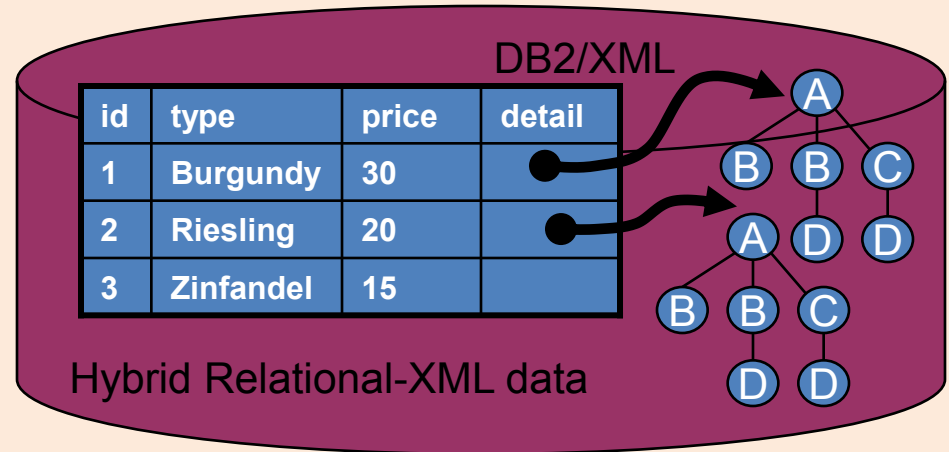 DB2/XML
id type price detail
1 Burgundy 30
2 Riesling 20
3 Zinfandel 15
A
B B C
D D
A
B B C
D D
Hybrid Relational-XML data